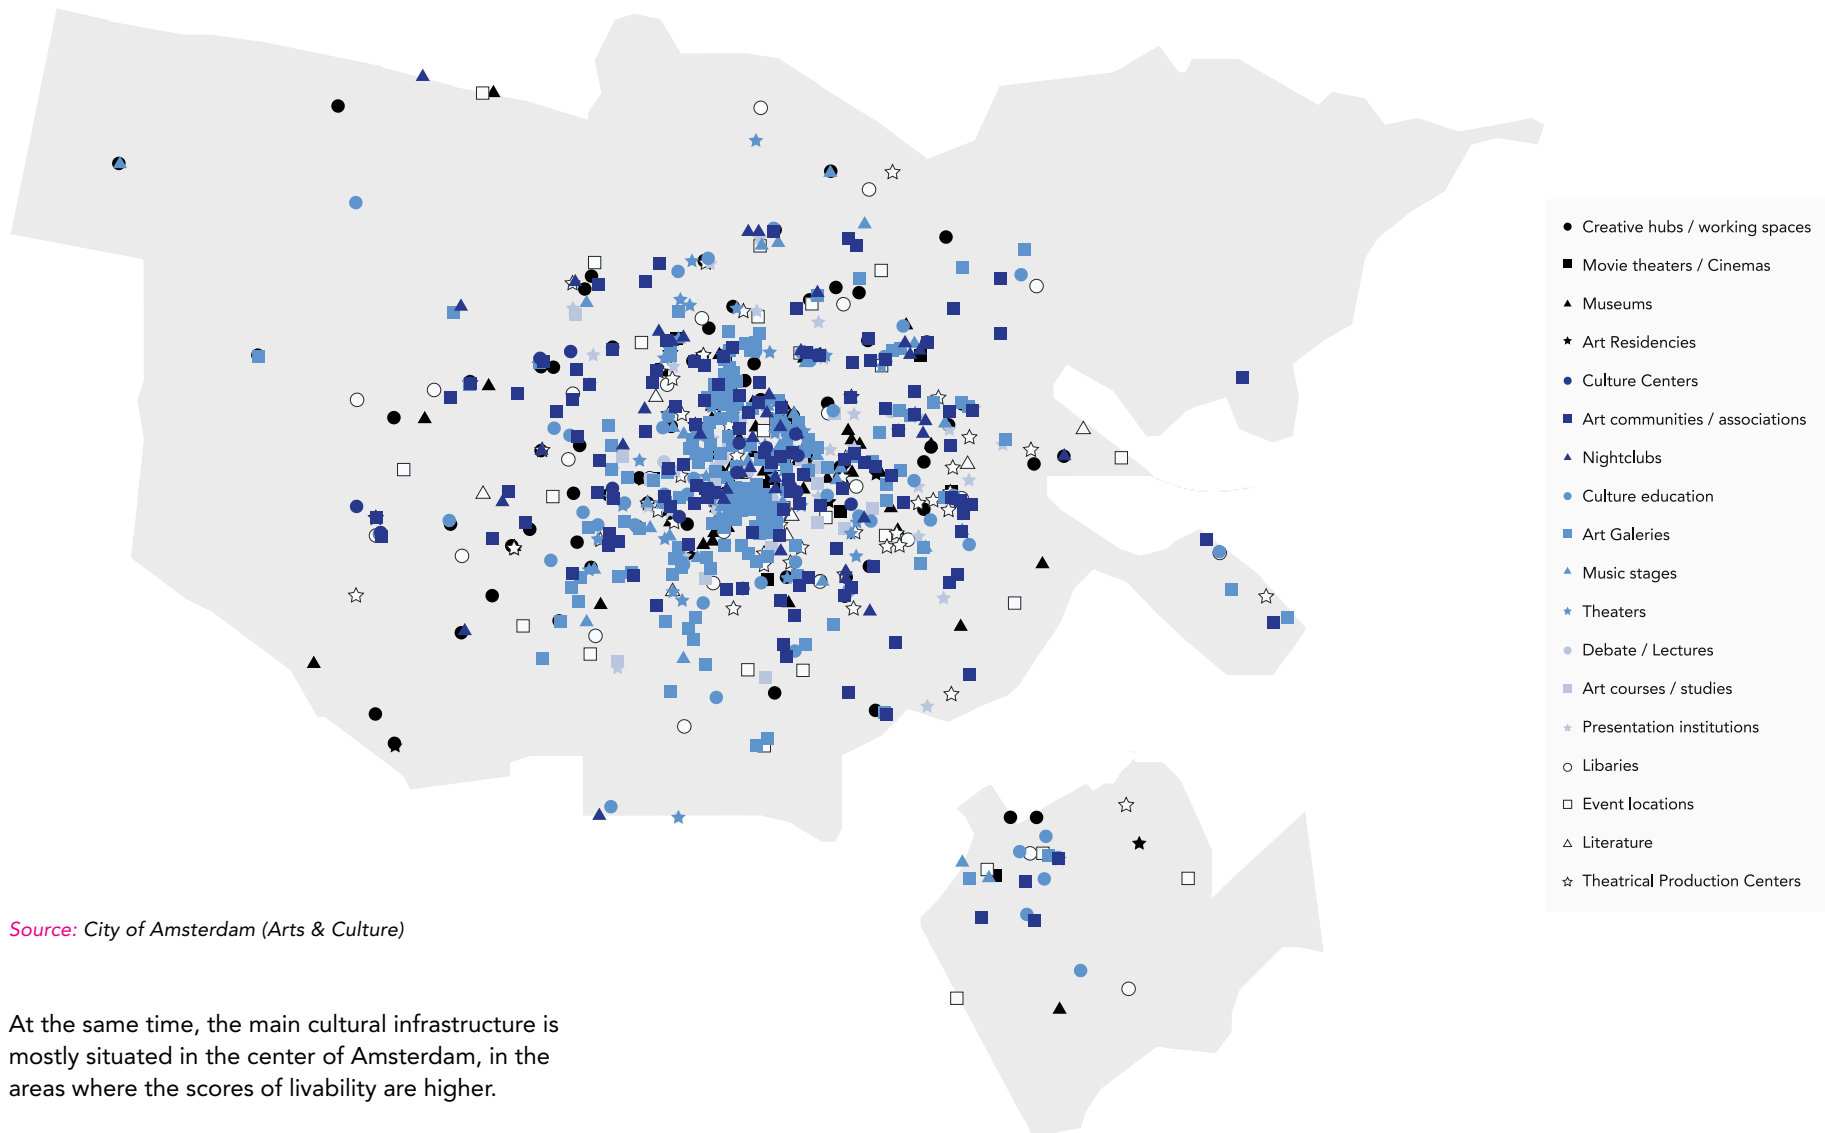 Creative hubs / working spaces
Movie theaters / Cinemas
Museums
Art Residencies
Culture Centers
Art communities / associations
Nightclubs
Culture education
Art Galeries
Music stages
Theaters
Debate / Lectures
Art courses / studies
Presentation institutions
Libaries
Event locations
Literature
Theatrical Production Centers
Source: City of Amsterdam (Arts & Culture)
At the same time, the main cultural infrastructure is
mostly situated in the center of Amsterdam, in the
areas where the scores of livability are higher.